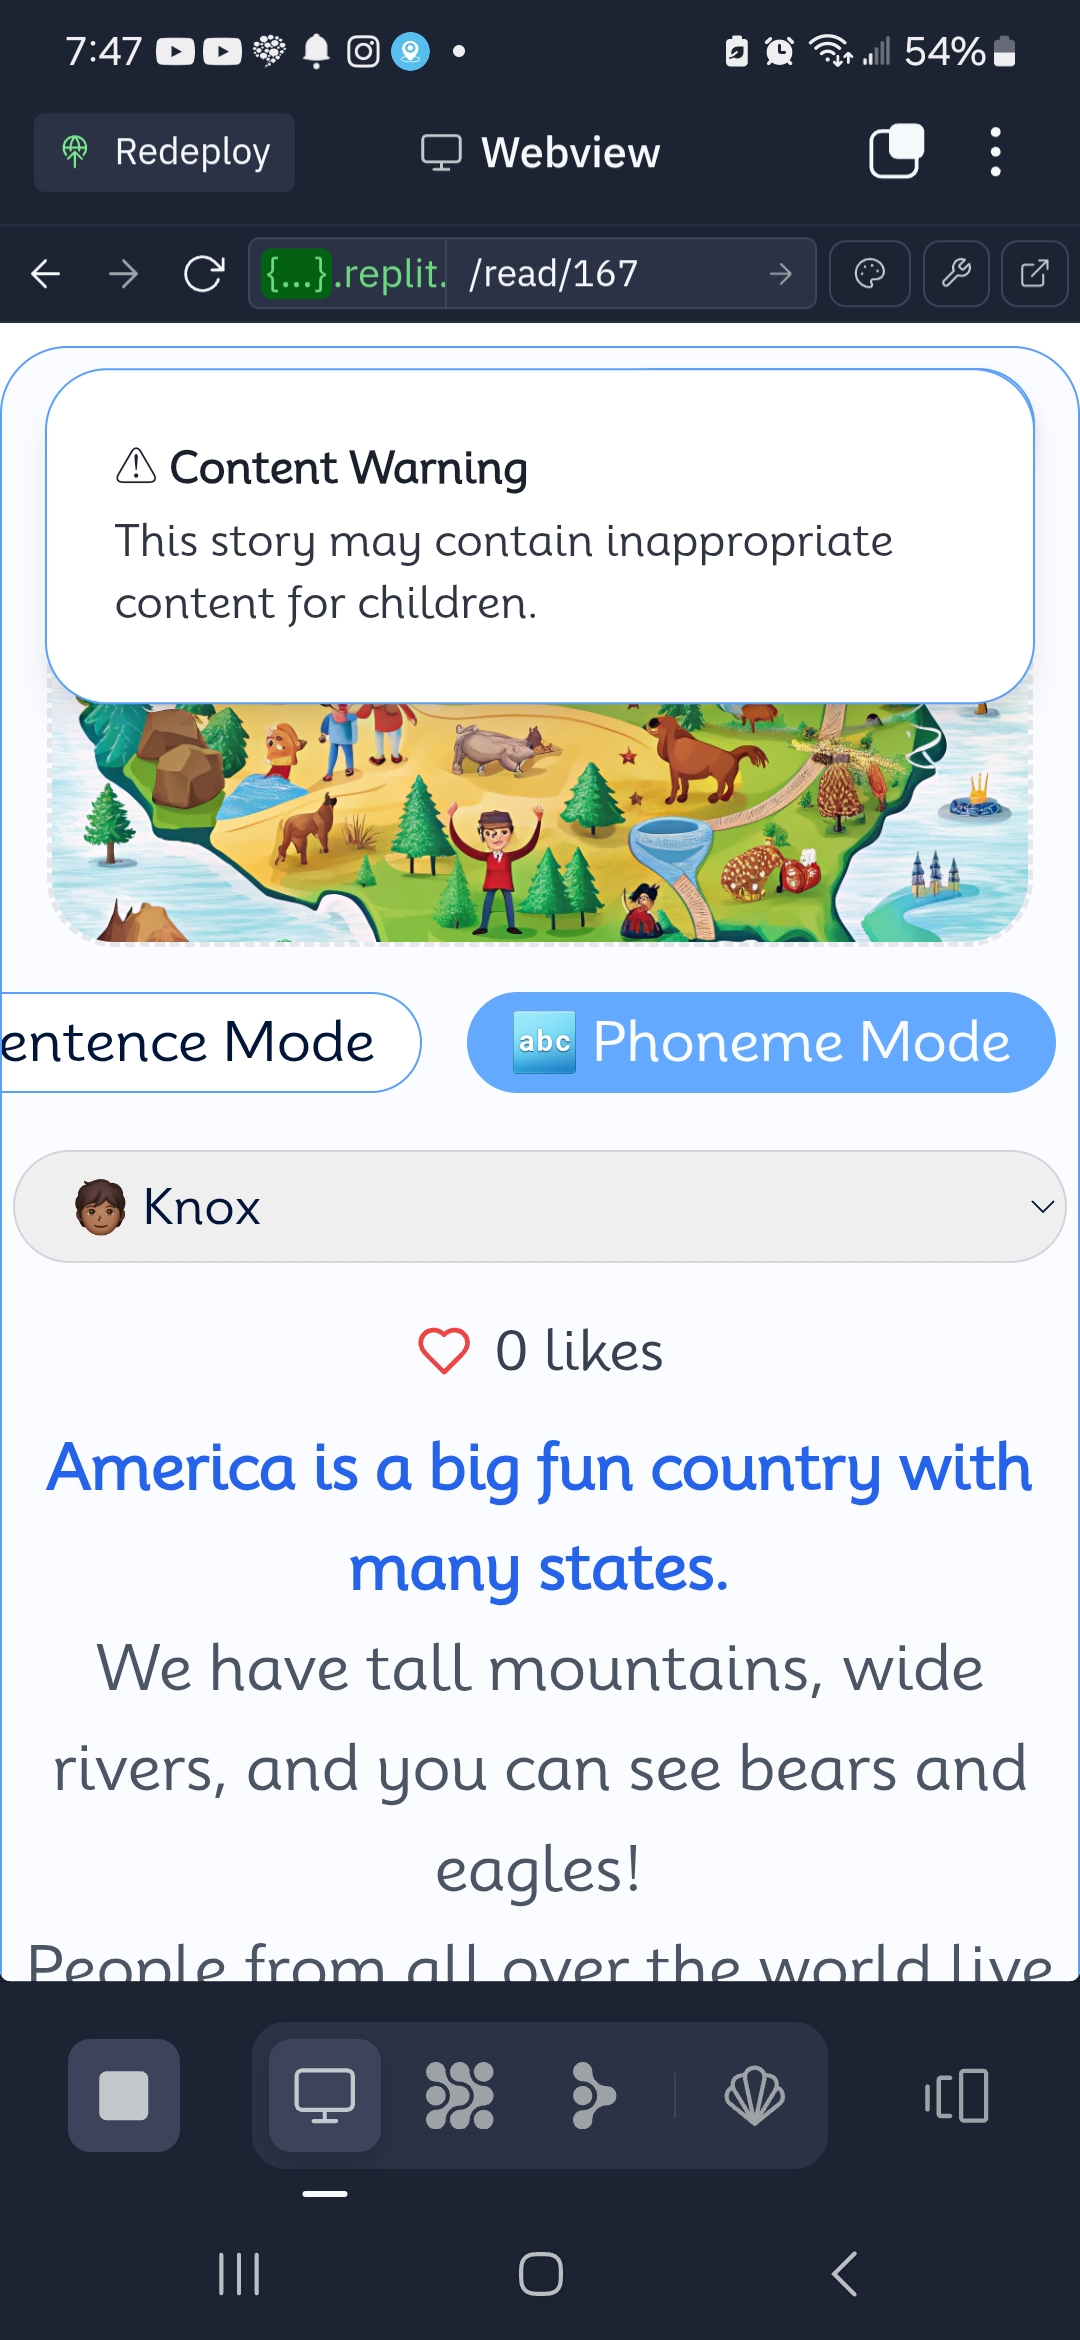 7:47
54%
Redeploy
Webview
{...}.replit.
/read/167
Content Warning
This story may contain inappropriate
content for children.
entence Mode
abc Phoneme Mode
Knox
0 likes
America is a big fun country with
many states.
We have tall mountains, wide
rivers, and you can see bears and
eagles!
People from all over the world live